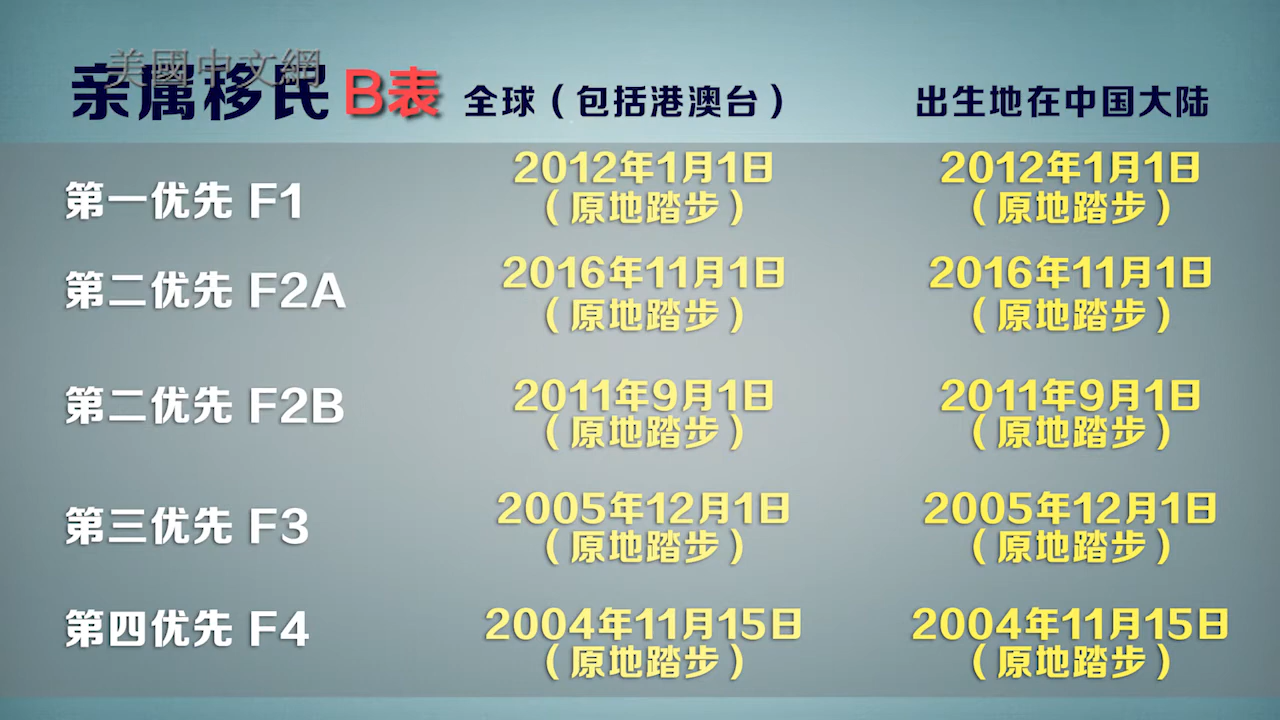 美國中文網
亲属移民 B表 全球（包括港澳台） 出生地在中国大陆
第一优先 F1 2012年1月1日 2012年1月1日
（原地踏步） （原地踏步）
第二优先 F2A 2016年11月1日 2016年11月1日
（原地踏步） （原地踏步）
第二优先 F2B 2011年9月1日 2011年9月1日
（原地踏步） （原地踏步）
第三优先 F3 2005年12月1日 2005年12月1日
（原地踏步） （原地踏步）
第四优先 F4 2004年11月15日 2004年11月15日
（原地踏步） （原地踏步）